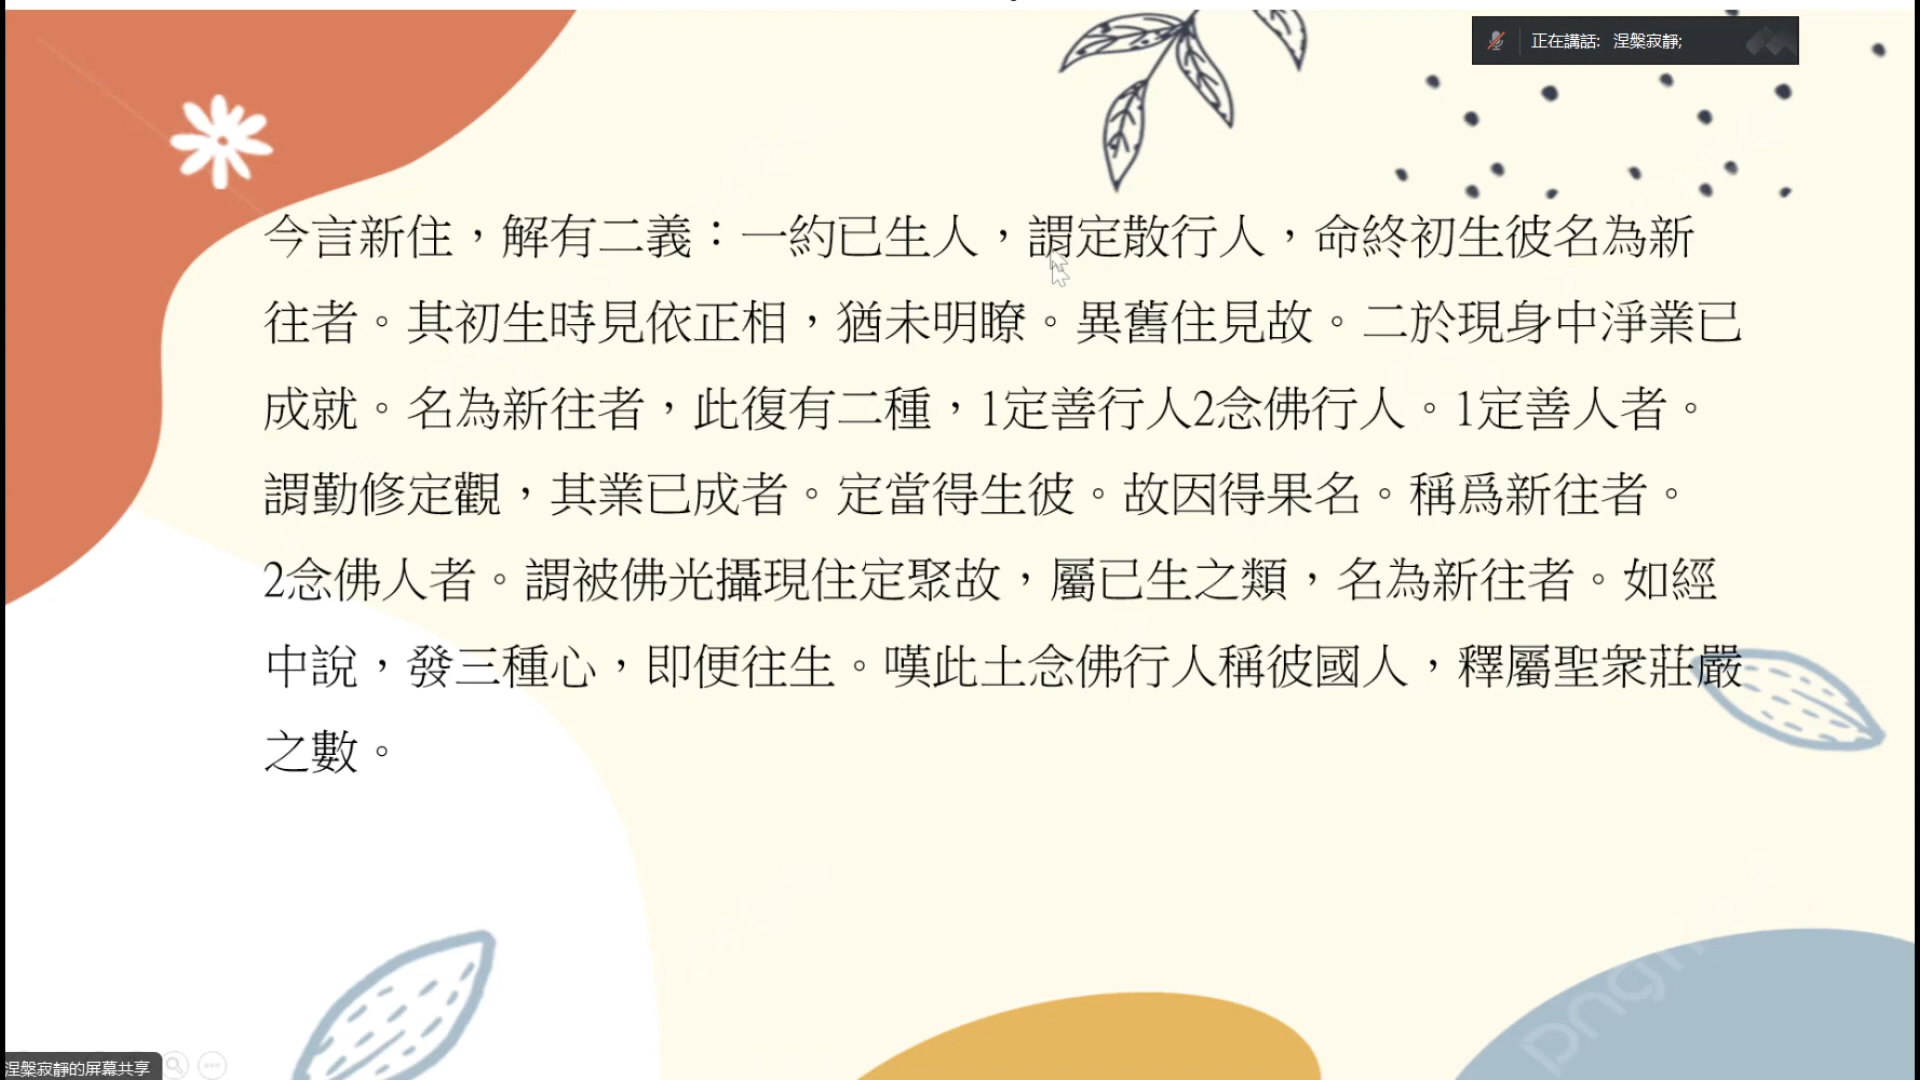 正在講話: 涅槃寂靜;
今言新住，解有二義：一約已生人，謂定散行人，命終初生彼名為新
往者。其初生時見依正相，猶未明瞭。異舊住見故。二於現身中淨業已
成就。名為新往者，此復有二種，1定善行人2念佛行人。1定善人者。
謂勤修定觀，其業已成者。定當得生彼。故因得果名。稱爲新往者。
2念佛人者。謂被佛光攝現住定聚故，屬已生之類，名為新往者。如經
中說，發三種心，即便往生。嘆此土念佛行人稱彼國人，釋屬聖衆莊嚴
之數。
涅槃寂靜的屏幕共享